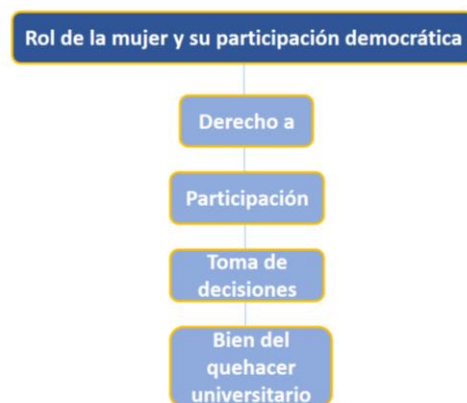 Rol de la mujer y su participación democrática
Derecho a
Participación
Toma de
decisiones
Bien del
quehacer
universitario